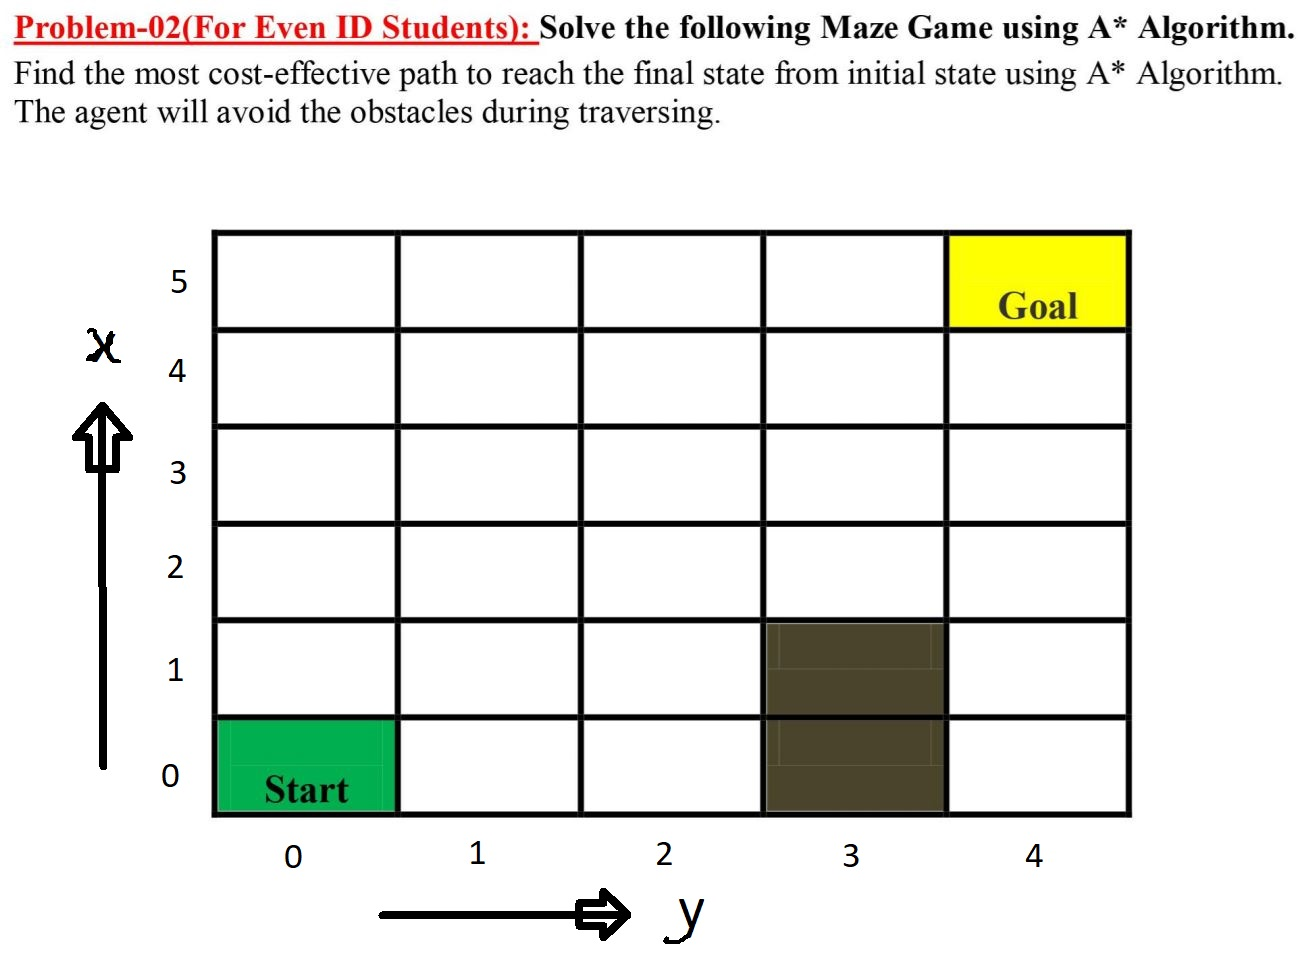 Problem-02(For Even ID Students): Solve the following Maze Game using A* Algorithm.
Find the most cost-effective path to reach the final state from initial state using A* Algorithm.
The agent will avoid the obstacles during traversing.
5
Goal
x
4
3
2
1
0
Start
0 1 2 3 4
y